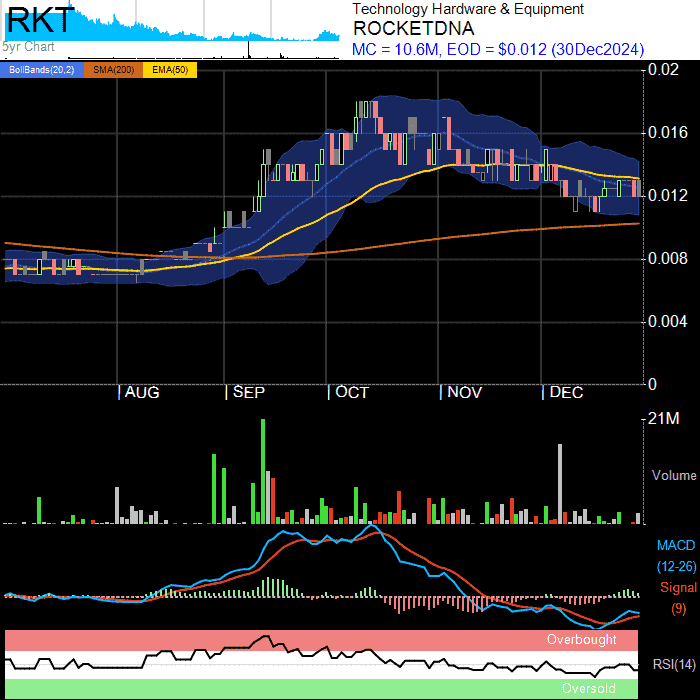 RKT
5yr Chart
Technology Hardware & Equipment
ROCKETDNA
MC = 10.6M, EOD = $0.012 (30Dec2024)
BollBands(20,2) SMA(200) EMA(50)
0.02
0.016
0.012
0.008
0.004
0
AUG SEP OCT NOV DEC
21M
Volume
MACD
(12-26)
Signal
(9)
Overbought
RSI(14)
Oversold